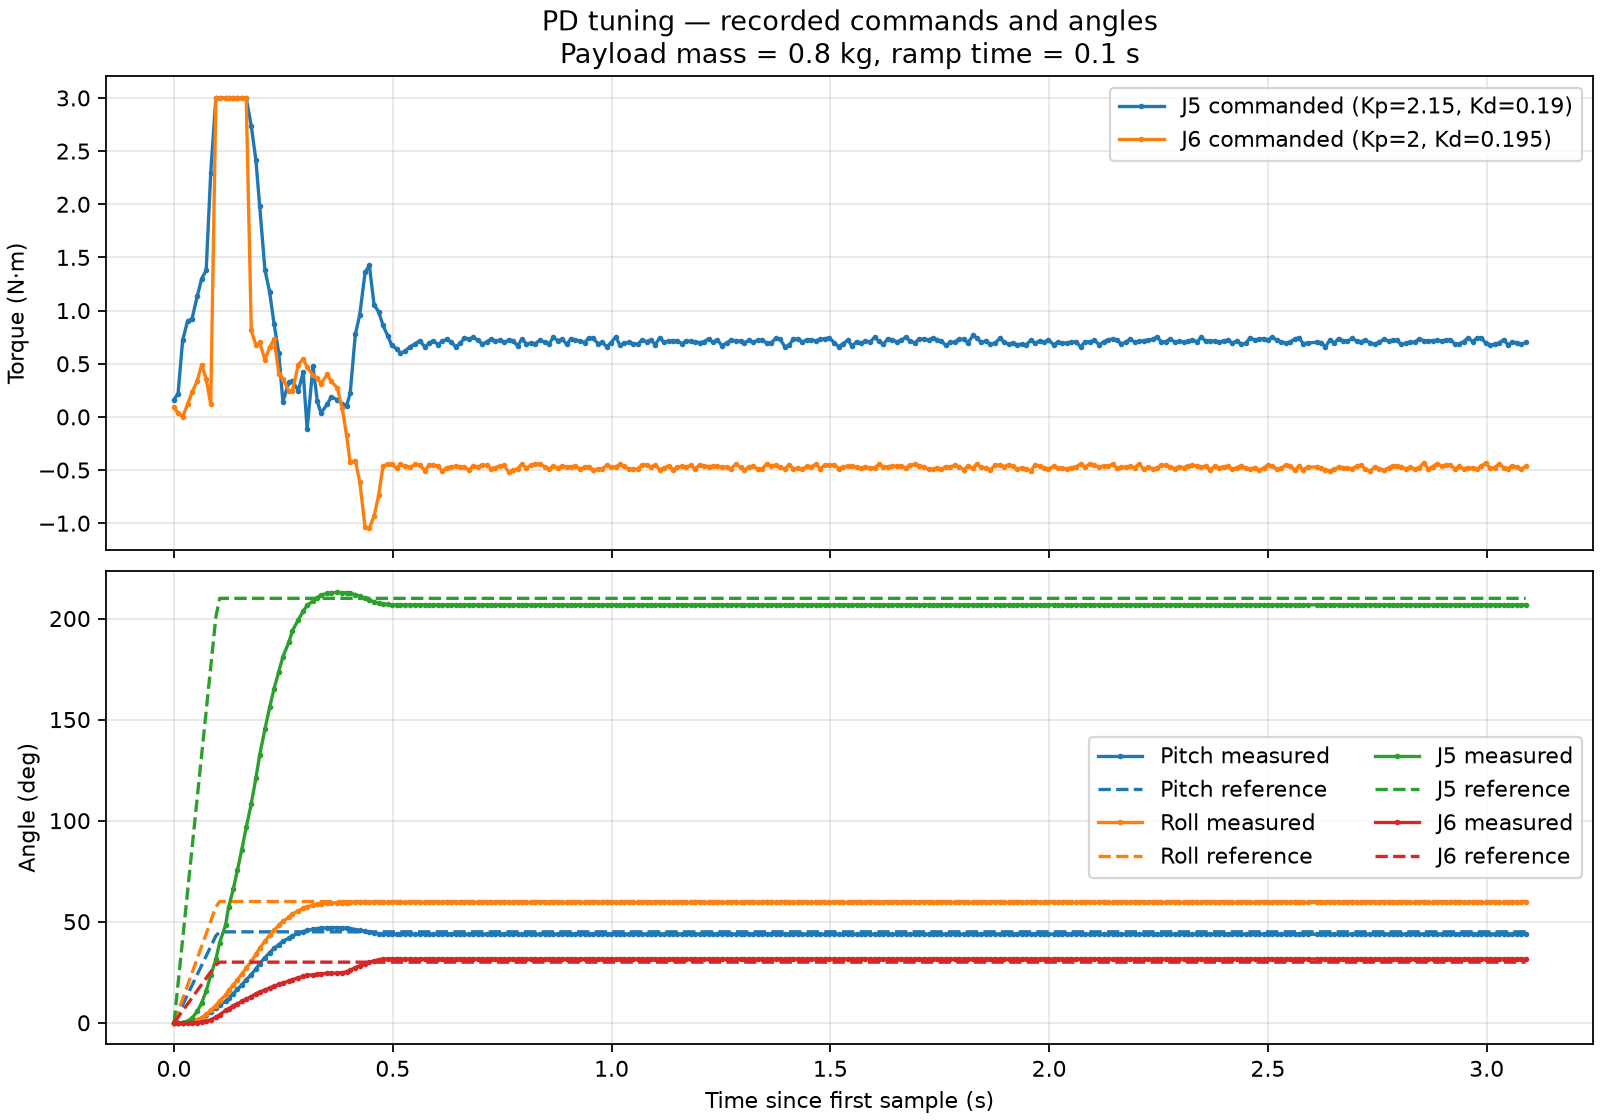 PD tuning — recorded commands and angles
Payload mass = 0.8 kg, ramp time = 0.1 s
Torque (N·m)
3.0
2.5
2.0
1.5
1.0
0.5
0.0
−0.5
−1.0
J5 commanded (Kp=2.15, Kd=0.19)
J6 commanded (Kp=2, Kd=0.195)
Angle (deg)
200
150
100
50
0
Pitch measured
Pitch reference
Roll measured
Roll reference
J5 measured
J5 reference
J6 measured
J6 reference
0.0 0.5 1.0 1.5 2.0 2.5 3.0
Time since first sample (s)